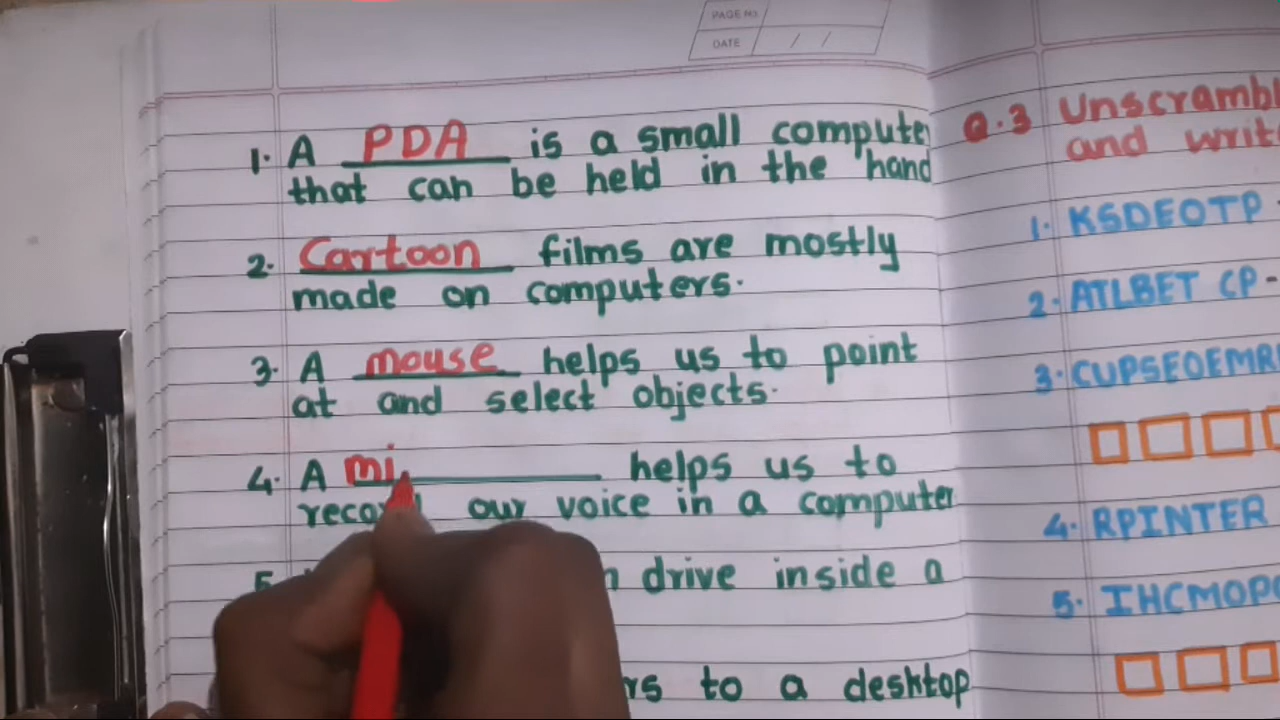 PAGE No.
DATE / /
1. A PDA is a small compute
that can be held in the hand
2. Cartoon films are mostly
made on computers.
3. A mouse helps us to point
at and select objects.
4. A mi helps us to
our voice in a computer
5. drive inside a
to a desktop
Q.3 Unscrambl
and writ
1. KSDEOTP -
2. ATLBET CP -
3. CUPSEOEMR
4. RPINTER
5. IHCMOP